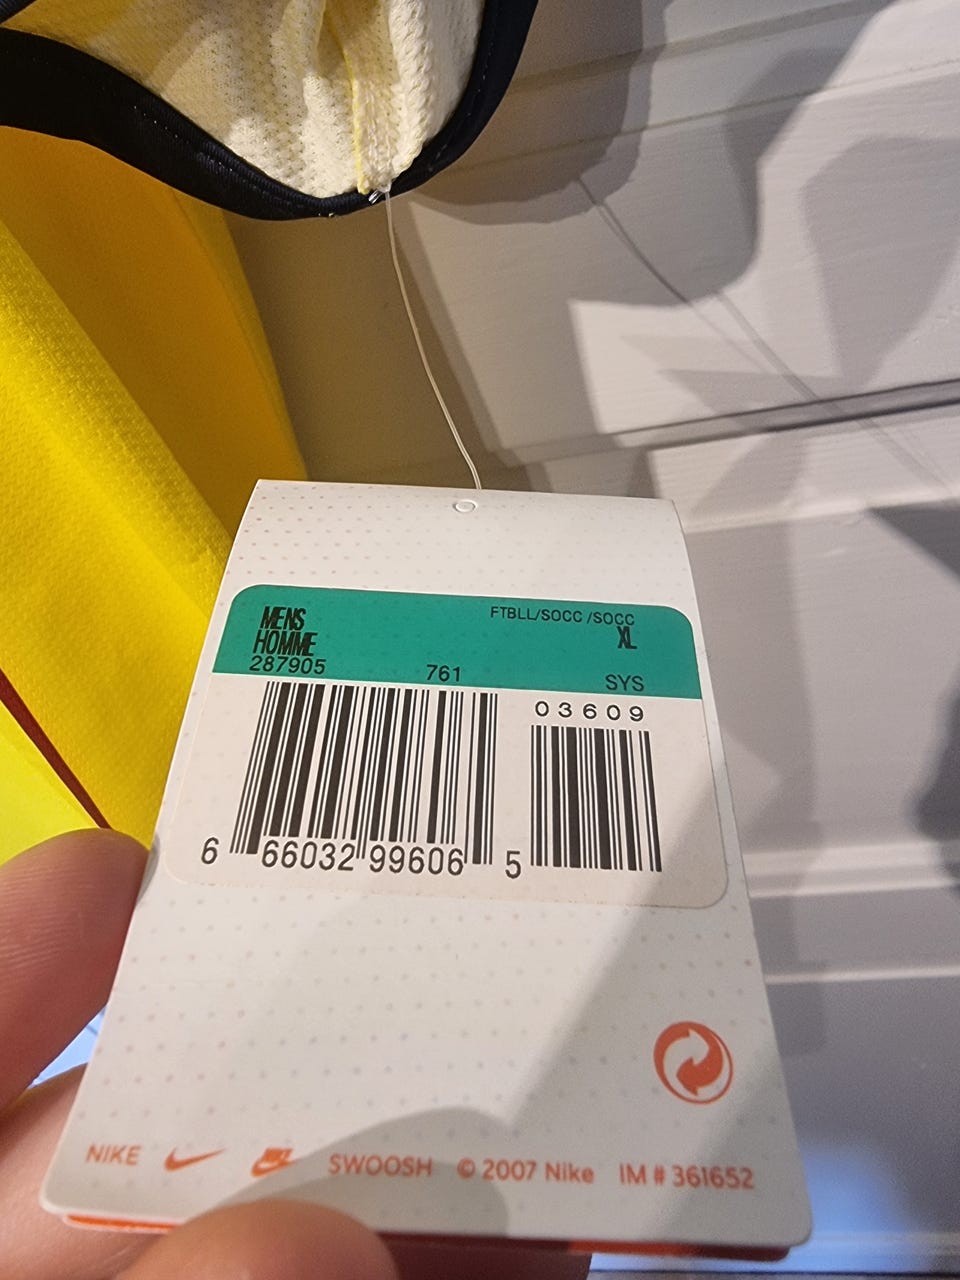 MENS
HOMME
FTBLL/SOCC /SOCC
XL
287905 761 SYS
03609
6 66032 99606 5
NIKE NIKE SWOOSH © 2007 Nike IM # 361652